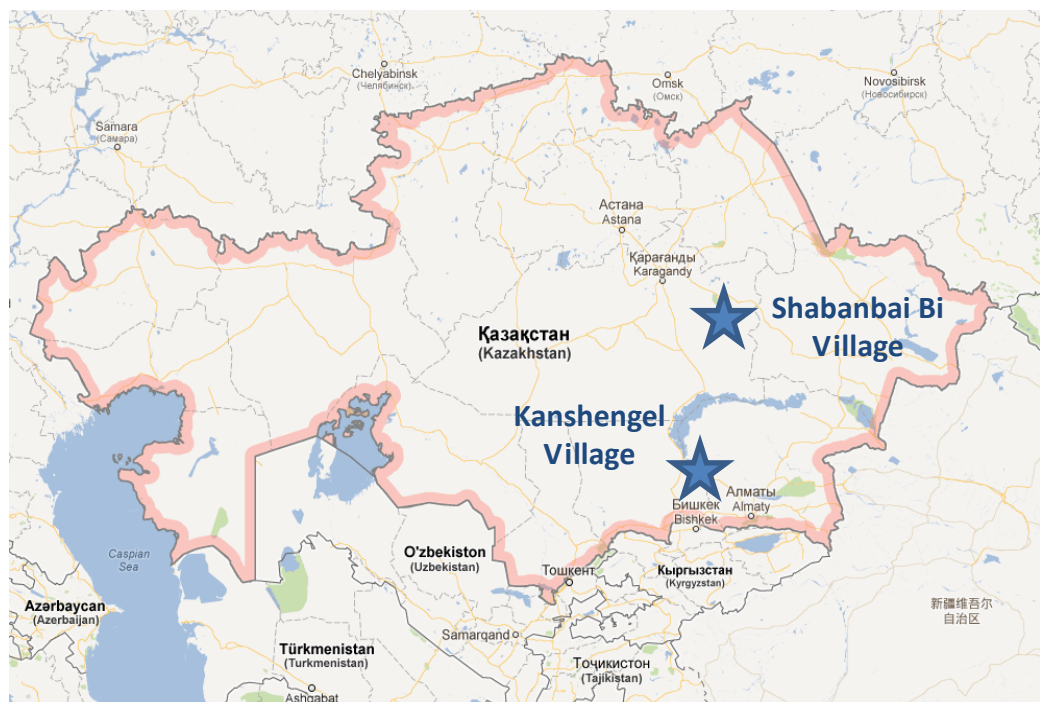 Chelyabinsk
(Челябинск)
Omsk
(Омск)
Novosibirsk
(Новосибирск)
Samara
(Самара)
Астана
Astana
Қарағанды
Karagandy
Shabanbai Bi
Village
Қазақстан
(Kazakhstan)
Kanshengel
Village
Алматы
Almaty
Бишкек
Bishkek
Caspian
Sea
O'zbekiston
(Uzbekistan)
Тошкент
Кыргызстан
(Kyrgyzstan)
Azərbaycan
(Azerbaijan)
新疆维吾尔
自治区
Samarqand
Türkmenistan
(Turkmenistan)
Тоҷикистон
(Tajikistan)
Ashgabat